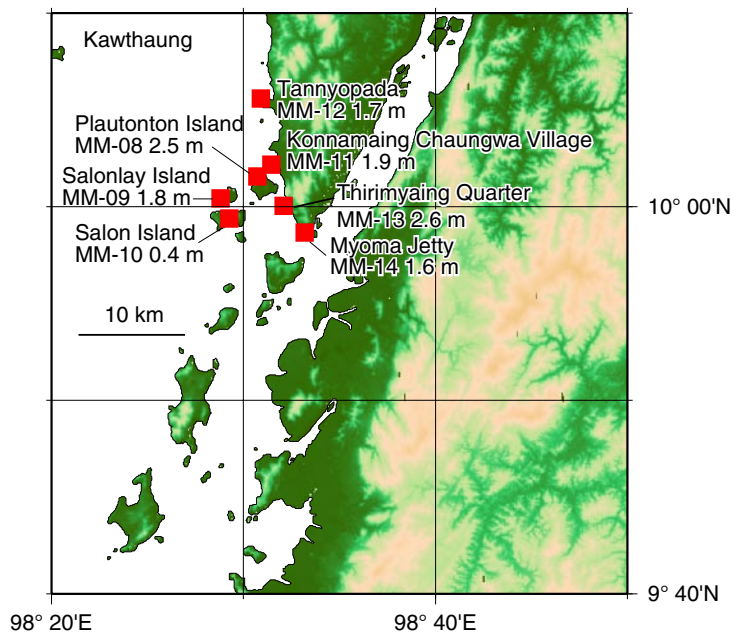 Kawthaung
Tannyopada
MM-12 1.7 m
Plautonton Island
MM-08 2.5 m
Konnamaing Chaungwa Village
MM-11 1.9 m
Salonlay Island
MM-09 1.8 m
Thirimyaing Quarter
MM-13 2.6 m
10° 00'N
Salon Island
MM-10 0.4 m
Myoma Jetty
MM-14 1.6 m
10 km
9° 40'N
98° 20'E
98° 40'E